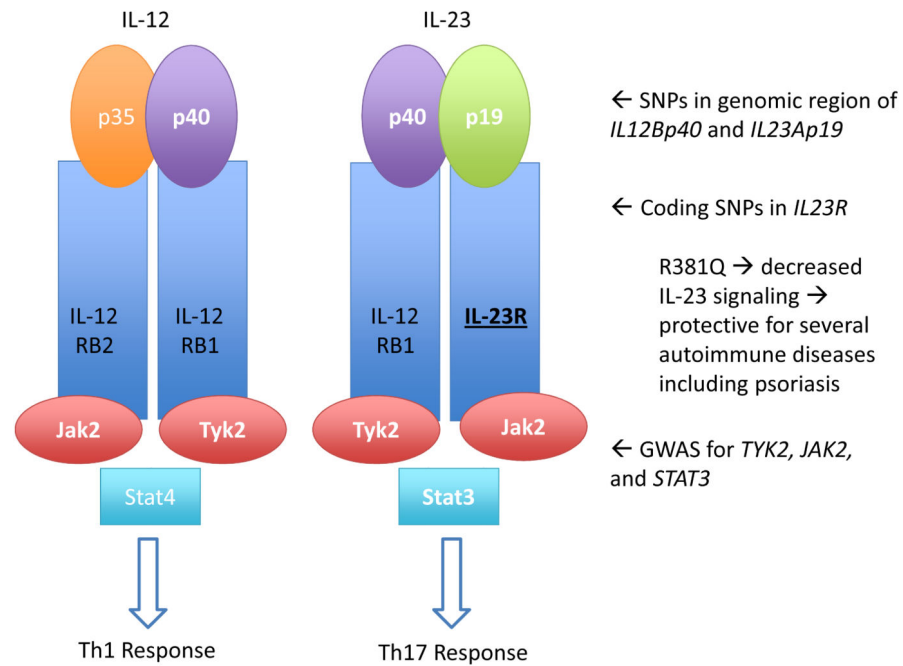 IL-12
IL-23
p35
p40
p40
p19
← SNPs in genomic region of
IL12Bp40 and IL23Ap19
← Coding SNPs in IL23R
R381Q → decreased
IL-23 signaling →
protective for several
autoimmune diseases
including psoriasis
IL-12
RB2
IL-12
RB1
IL-12
RB1
IL-23R
Jak2
Tyk2
Tyk2
Jak2
← GWAS for TYK2, JAK2,
and STAT3
Stat4
Stat3
Th1 Response
Th17 Response